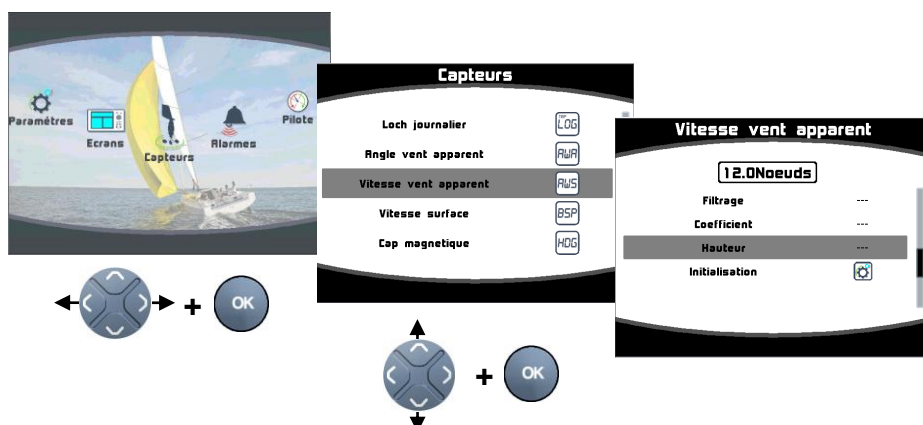 Paramétres
Ecrans
Capteurs
Alarmes
Pilote
+ OK
Capteurs
Loch journalier LOG
Angle vent apparent AWA
Vitesse vent apparent AWS
Vitesse surface BSP
Cap magnetique HDG
+ OK
Vitesse vent apparent
12.0Noeuds
Filtrage ---
Coefficient ---
Hauteur ---
Initialisation